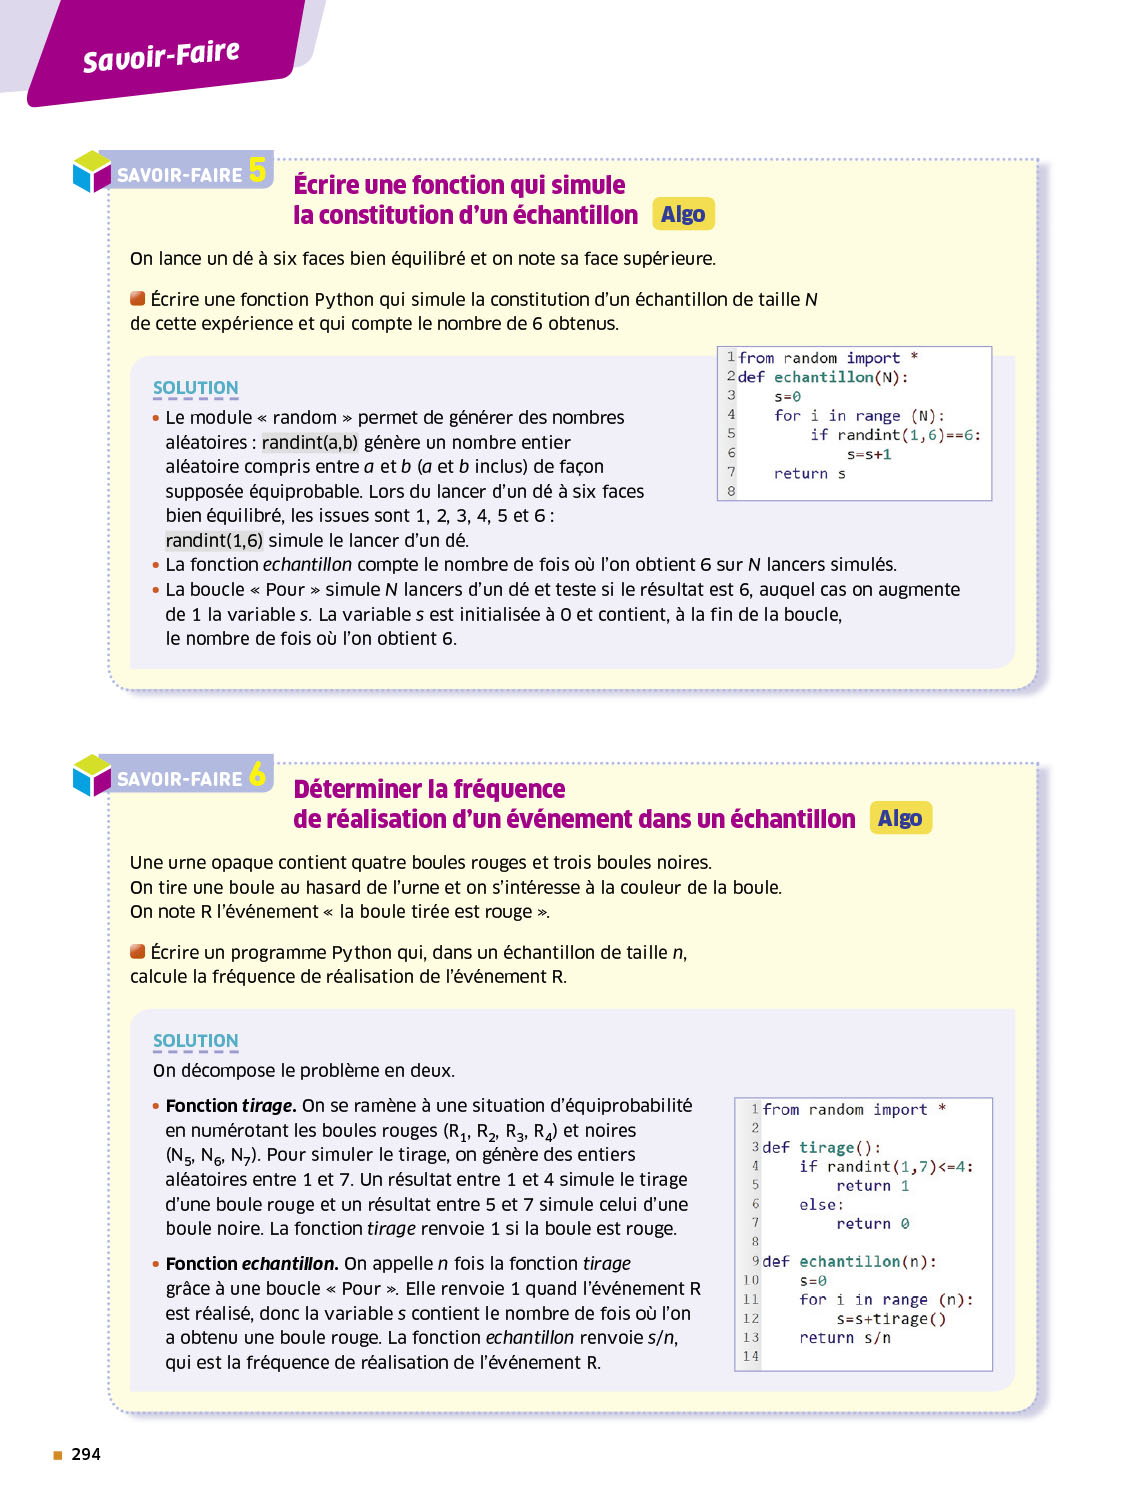 Savoir-Faire
SAVOIR-FAIRE 5
Écrire une fonction qui simule
la constitution d'un échantillon Algo
On lance un dé à six faces bien équilibré et on note sa face supérieure.
Écrire une fonction Python qui simule la constitution d'un échantillon de taille N
de cette expérience et qui compte le nombre de 6 obtenus.
SOLUTION
• Le module « random » permet de générer des nombres
aléatoires : randint(a,b) génère un nombre entier
aléatoire compris entre a et b (a et b inclus) de façon
supposée équiprobable. Lors du lancer d'un dé à six faces
bien équilibré, les issues sont 1, 2, 3, 4, 5 et 6 :
randint(1,6) simule le lancer d'un dé.
1 from random import *
2 def echantillon(N):
3     s=0
4     for i in range (N):
5         if randint(1,6)==6:
6             s=s+1
7     return s
8
• La fonction echantillon compte le nombre de fois où l'on obtient 6 sur N lancers simulés.
• La boucle « Pour » simule N lancers d'un dé et teste si le résultat est 6, auquel cas on augmente
de 1 la variable s. La variable s est initialisée à 0 et contient, à la fin de la boucle,
le nombre de fois où l'on obtient 6.
SAVOIR-FAIRE 6
Déterminer la fréquence
de réalisation d'un événement dans un échantillon Algo
Une urne opaque contient quatre boules rouges et trois boules noires.
On tire une boule au hasard de l'urne et on s'intéresse à la couleur de la boule.
On note R l'événement « la boule tirée est rouge ».
Écrire un programme Python qui, dans un échantillon de taille n,
calcule la fréquence de réalisation de l'événement R.
SOLUTION
On décompose le problème en deux.
• Fonction tirage. On se ramène à une situation d'équiprobabilité
en numérotant les boules rouges (R₁, R₂, R₃, R₄) et noires
(N₅, N₆, N₇). Pour simuler le tirage, on génère des entiers
aléatoires entre 1 et 7. Un résultat entre 1 et 4 simule le tirage
d'une boule rouge et un résultat entre 5 et 7 simule celui d'une
boule noire. La fonction tirage renvoie 1 si la boule est rouge.
• Fonction echantillon. On appelle n fois la fonction tirage
grâce à une boucle « Pour ». Elle renvoie 1 quand l'événement R
est réalisé, donc la variable s contient le nombre de fois où l'on
a obtenu une boule rouge. La fonction echantillon renvoie s/n,
qui est la fréquence de réalisation de l'événement R.
1 from random import *
2
3 def tirage():
4     if randint(1,7)<=4:
5         return 1
6     else:
7         return 0
8
9 def echantillon(n):
10     s=0
11     for i in range (n):
12         s=s+tirage()
13     return s/n
14
294